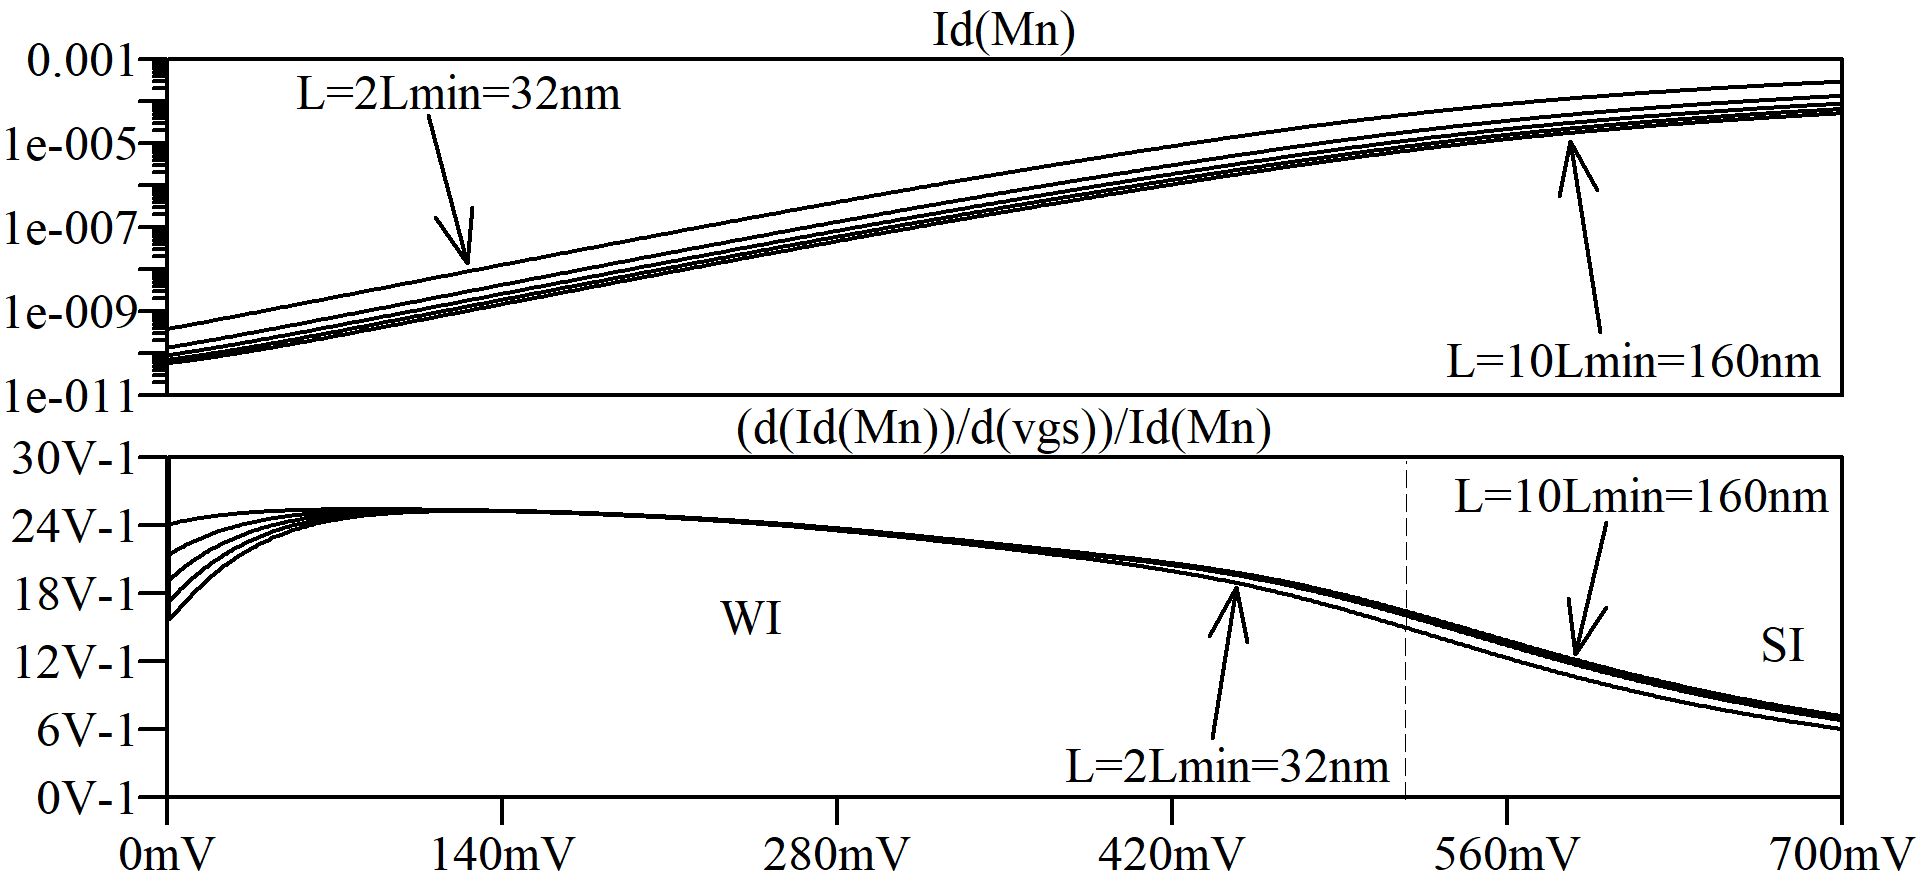 Id(Mn)
0.001
L=2Lmin=32nm
1e-005
1e-007
1e-009
L=10Lmin=160nm
1e-011
(d(Id(Mn))/d(vgs))/Id(Mn)
30V-1
L=10Lmin=160nm
24V-1
18V-1
WI
SI
12V-1
6V-1
L=2Lmin=32nm
0V-1
0mV 140mV 280mV 420mV 560mV 700mV